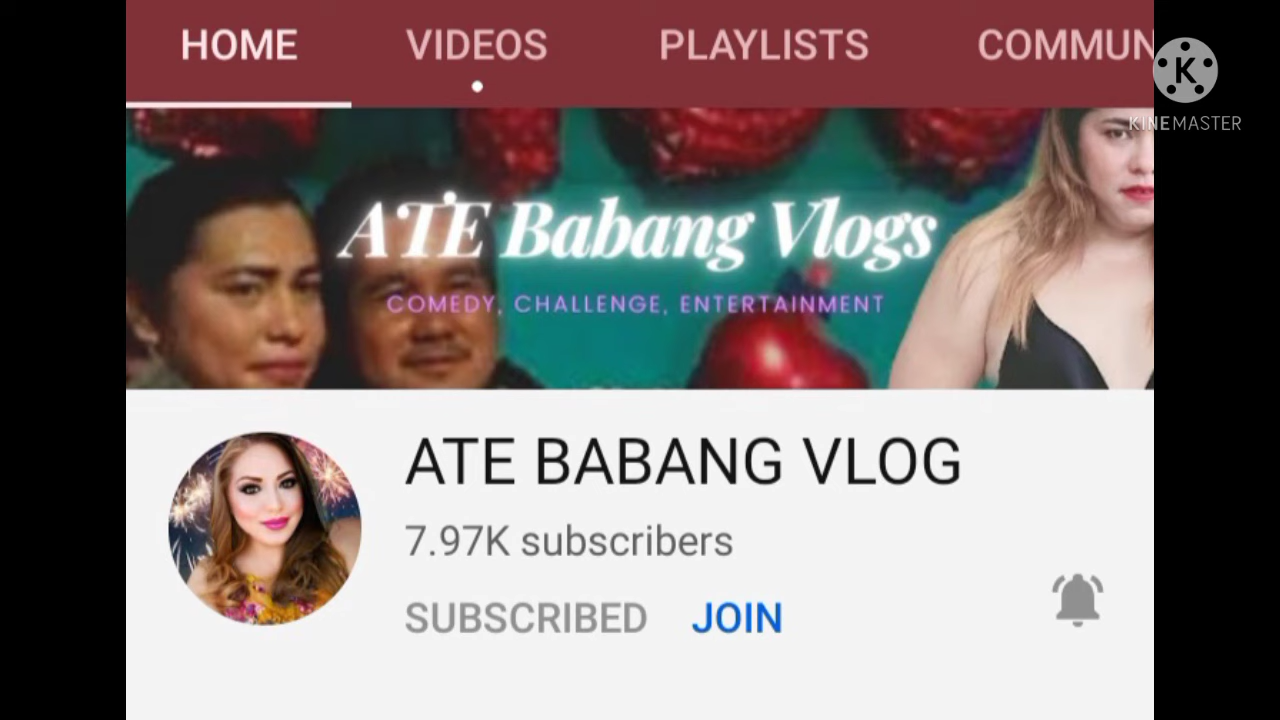 HOME VIDEOS PLAYLISTS COMMUN
K
KINEMASTER
ATE Babang Vlogs
COMEDY, CHALLENGE, ENTERTAINMENT
ATE BABANG VLOG
7.97K subscribers
SUBSCRIBED JOIN